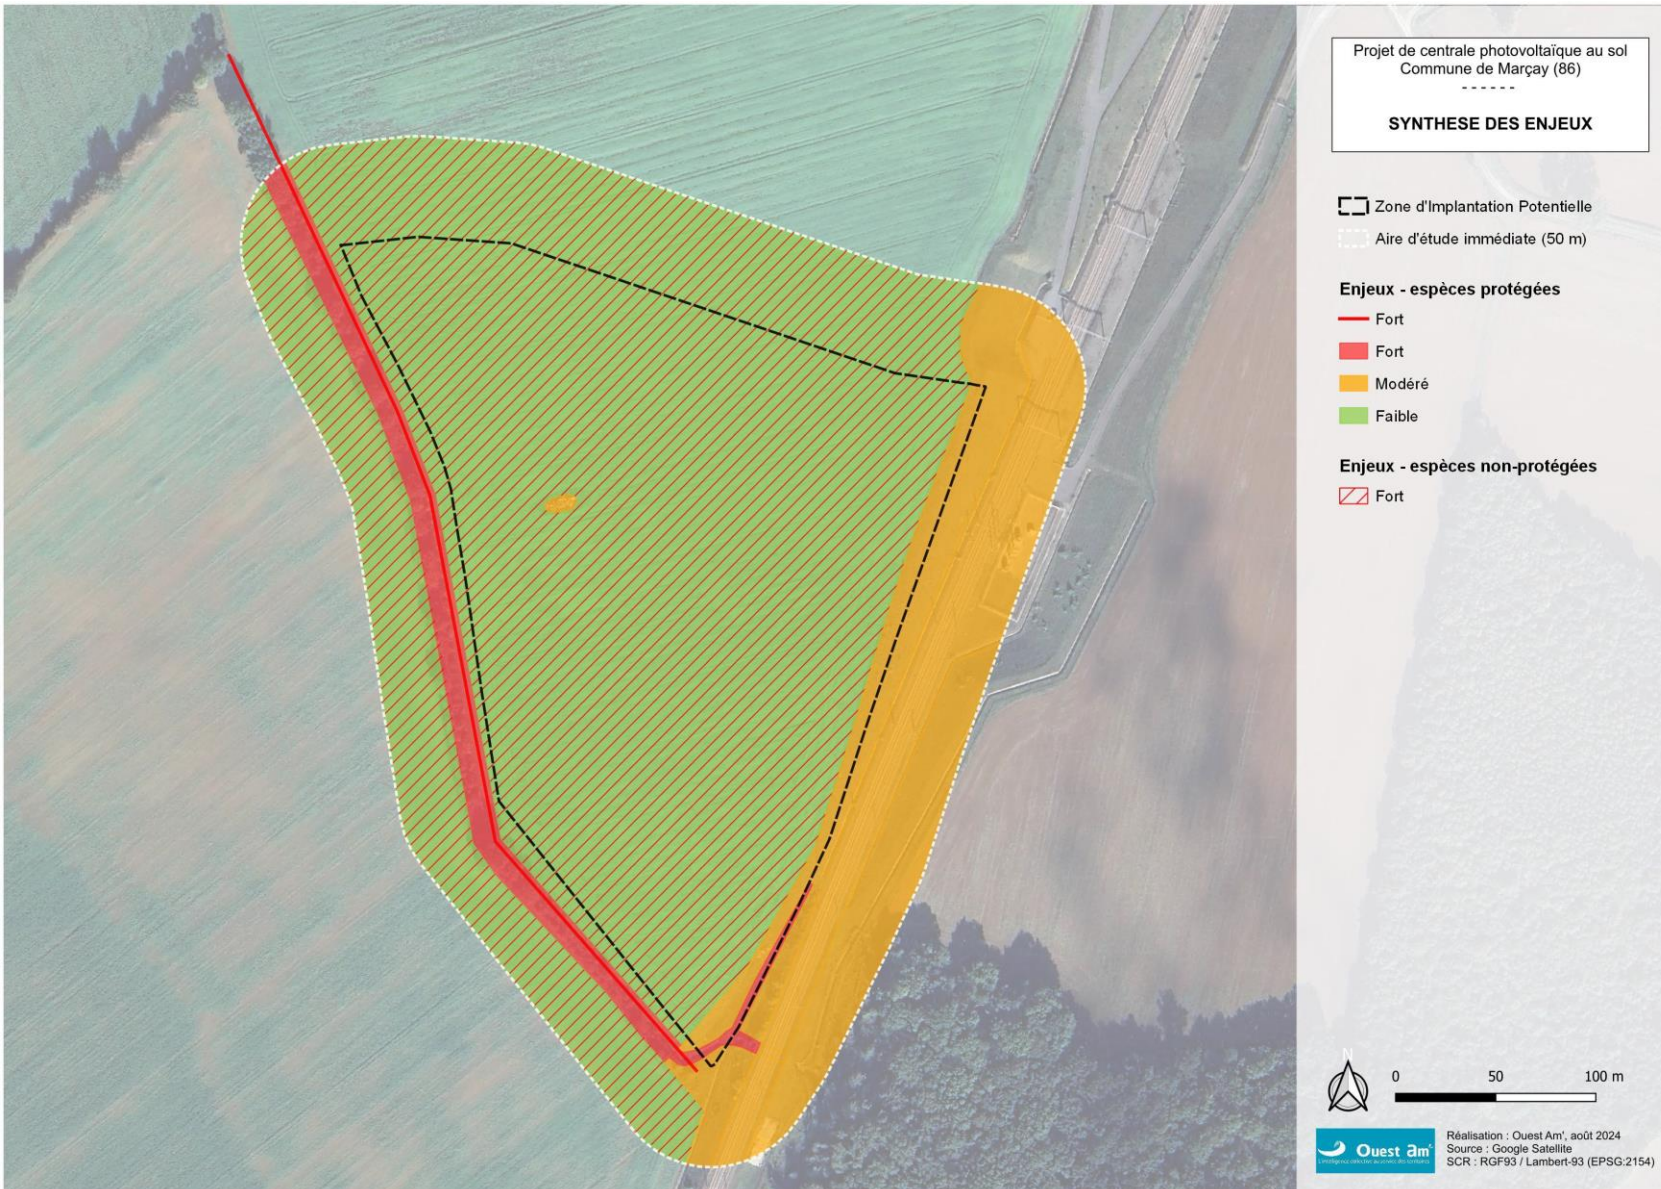 Projet de centrale photovoltaïque au sol
Commune de Marçay (86)
- - - - - -
SYNTHESE DES ENJEUX
Zone d'Implantation Potentielle
Aire d'étude immédiate (50 m)
Enjeux - espèces protégées
Fort
Fort
Modéré
Faible
Enjeux - espèces non-protégées
Fort
N
0 50 100 m
Ouest am'
Réalisation : Ouest Am', août 2024
Source : Google Satellite
SCR : RGF93 / Lambert-93 (EPSG:2154)